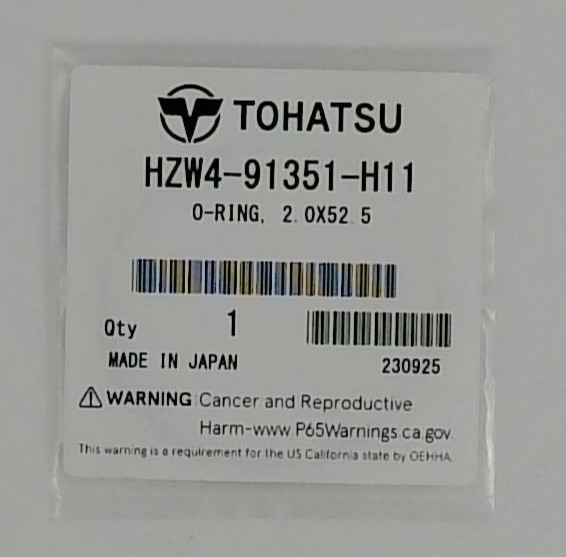 TOHATSU
HZW4-91351-H11
O-RING, 2.0X52.5
Qty 1
MADE IN JAPAN 230925
WARNING Cancer and Reproductive
Harm-www.P65Warnings.ca.gov.
This warning is a requirement for the US California state by OEHHA.